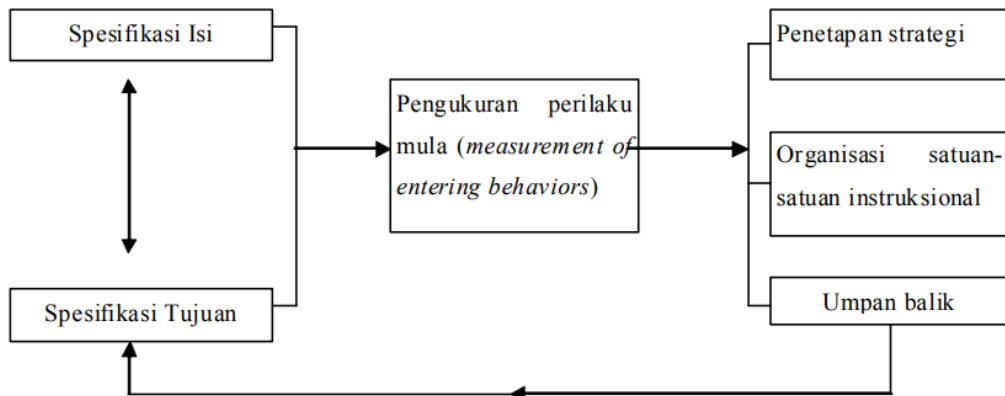 Spesifikasi Isi
Spesifikasi Tujuan
Pengukuran perilaku
mula (measurement of
entering behaviors)
Penetapan strategi
Organisasi satuan-
satuan instruksional
Umpan balik